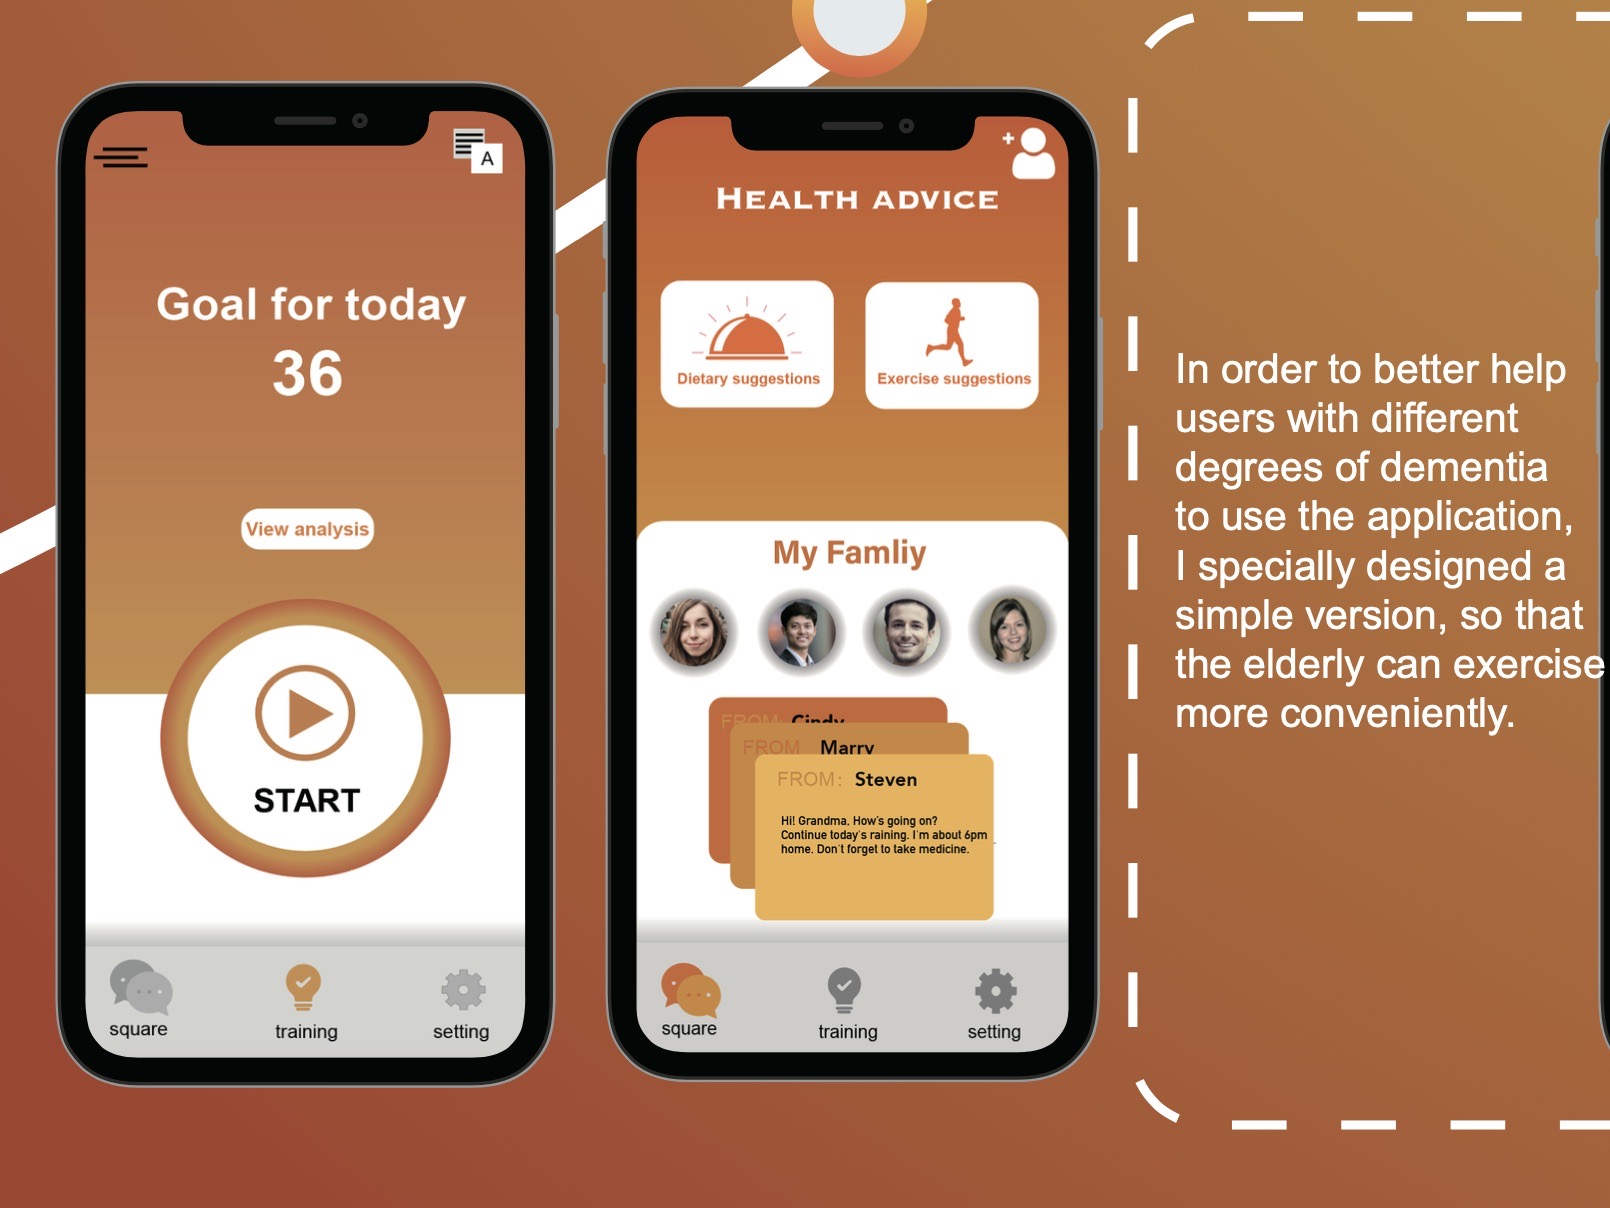 A
Goal for today
36
View analysis
START
square
training
setting
HEALTH ADVICE
Dietary suggestions
Exercise suggestions
My Famliy
FROM: Cindy
FROM Marry
FROM: Steven
Hi! Grandma, How's going on?
Continue today's raining. I'm about 6pm
home. Don't forget to take medicine.
square
training
setting
In order to better help
users with different
degrees of dementia
to use the application,
I specially designed a
simple version, so that
the elderly can exercise
more conveniently.